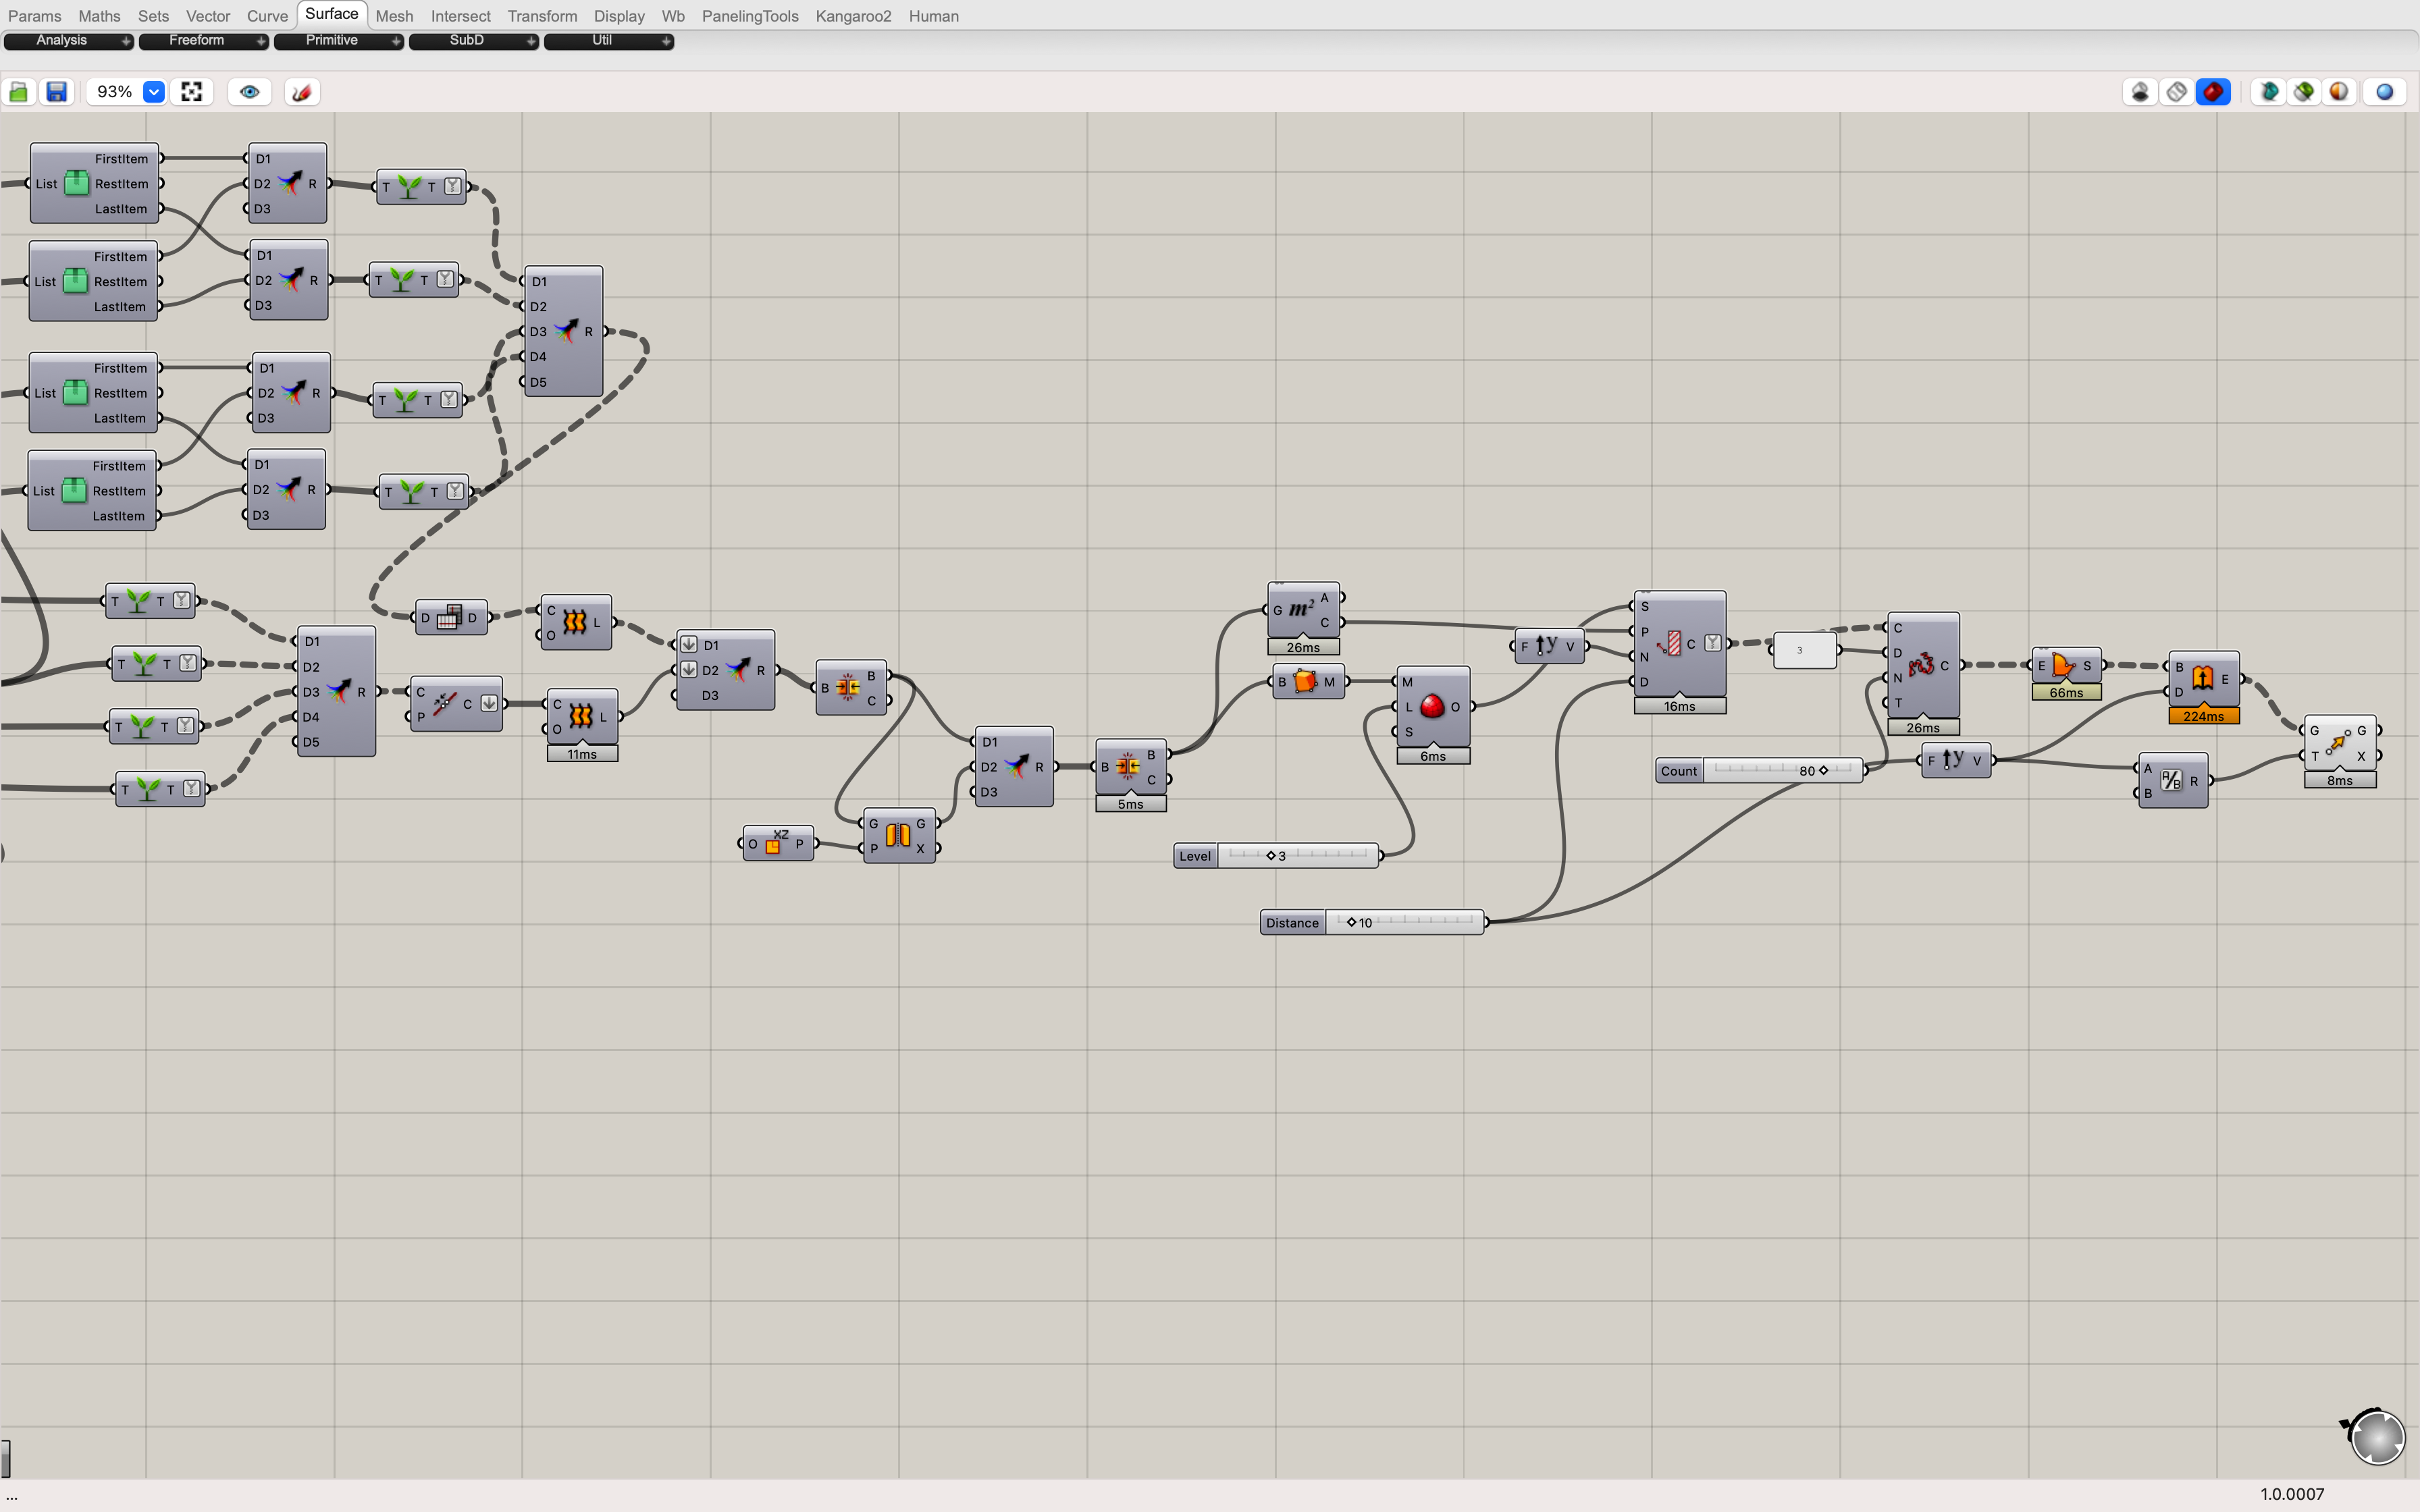 Params Maths Sets Vector Curve Surface Mesh Intersect Transform Display Wb PanelingTools Kangaroo2 Human
Analysis Freeform Primitive SubD Util
93%
FirstItem
List RestItem
LastItem
D1
D2 R
D3
T T
FirstItem
List RestItem
LastItem
D1
D2 R
D3
T T
D1
D2
D3 R
D4
D5
FirstItem
List RestItem
LastItem
D1
D2 R
D3
T T
FirstItem
List RestItem
LastItem
D1
D2 R
D3
T T
T T
T T
T T
T T
D1
D2
D3 R
D4
D5
D D
C
O L
C C
P
C L
O
11ms
D1
D2 R
D3
B B
C
XZ
O P
G G
P X
D1
D2 R
D3
B B
C
5ms
G m² A
C
26ms
B M
M
L O
S
6ms
Level 3
Distance 10
F y V
S
P
N C
D
16ms
3
Count 80
C
D
N C
T
26ms
F y V
E S
66ms
B E
D
224ms
A A/B R
B
G G
T X
8ms
...
1.0.0007